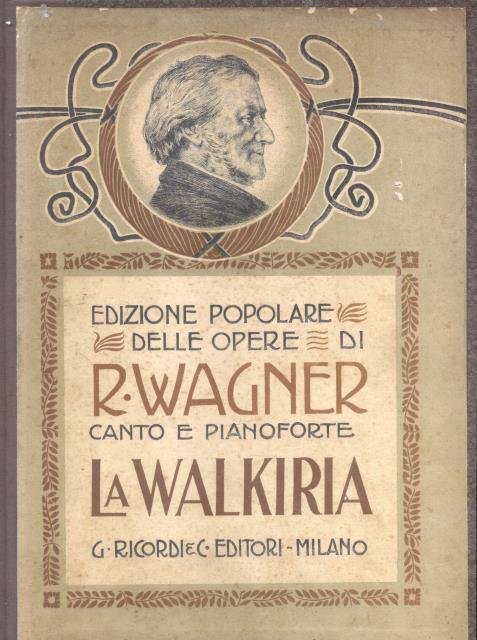 EDIZIONE POPOLARE
DELLE OPERE DI
R·WAGNER
CANTO E PIANOFORTE
LA WALKIRIA
G·RICORDI E C· EDITORI-MILANO